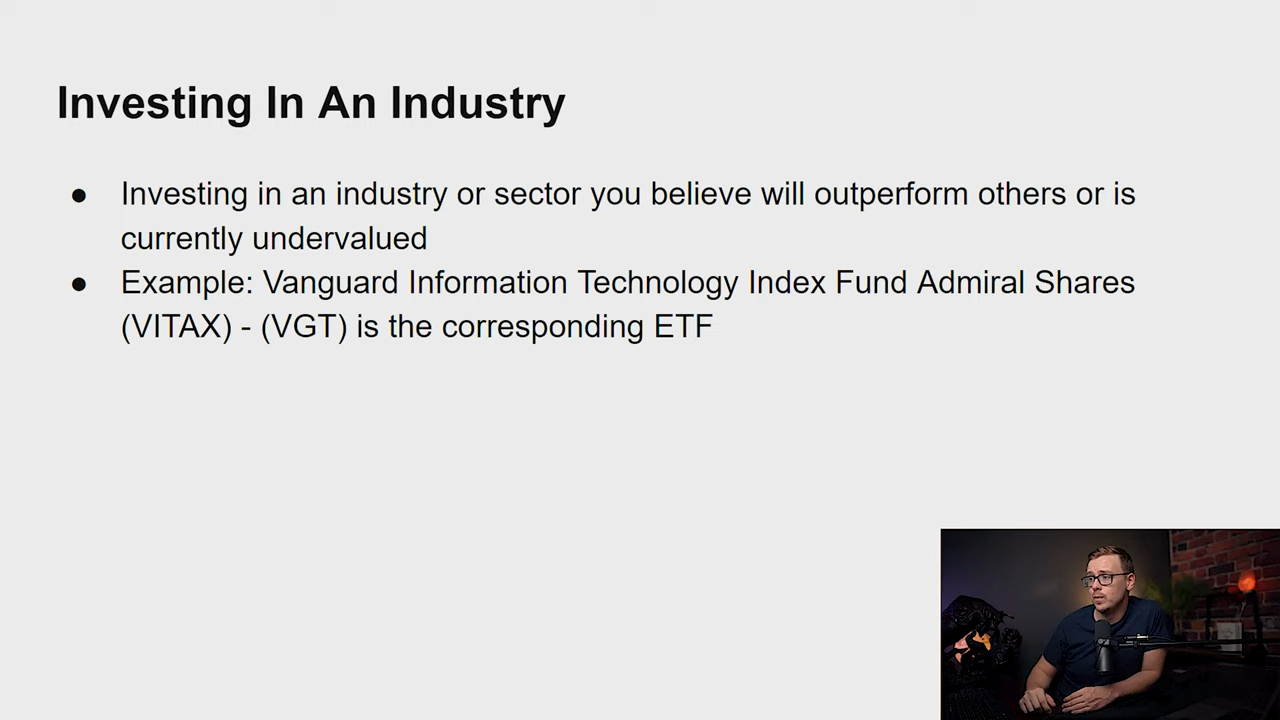 Investing In An Industry
● Investing in an industry or sector you believe will outperform others or is
currently undervalued
● Example: Vanguard Information Technology Index Fund Admiral Shares
(VITAX) - (VGT) is the corresponding ETF